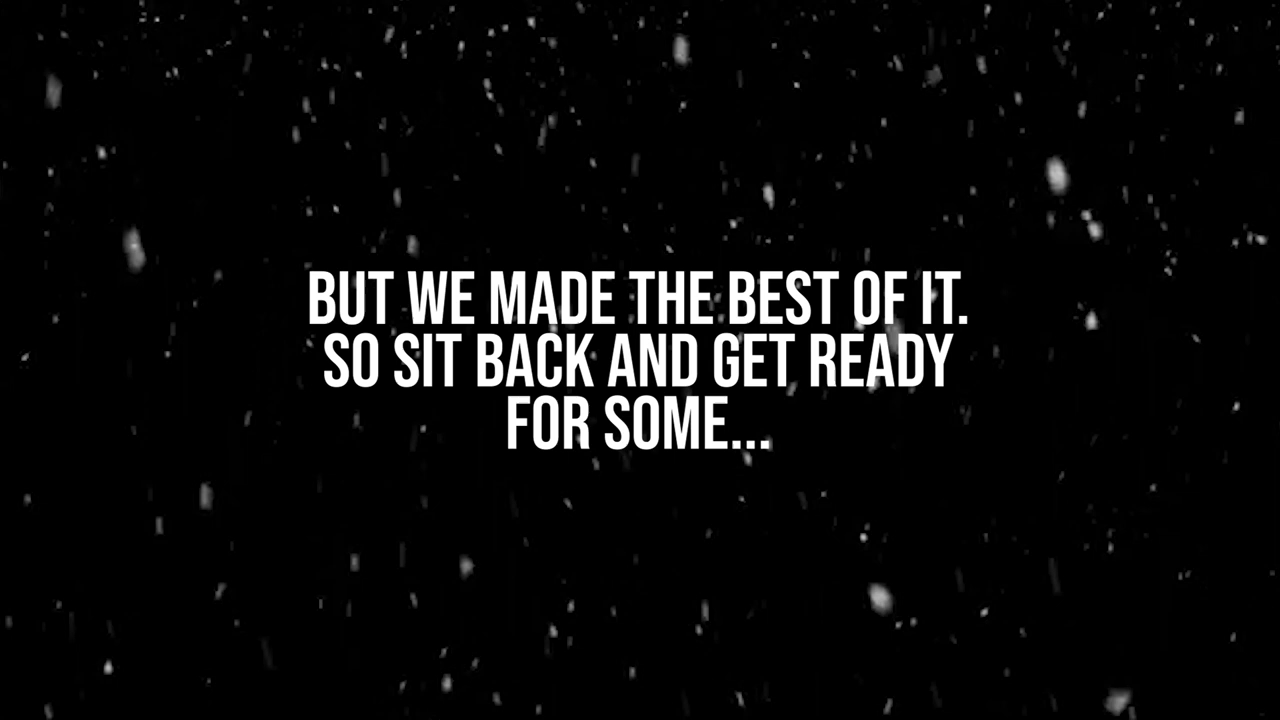 BUT WE MADE THE BEST OF IT.
SO SIT BACK AND GET READY
FOR SOME...